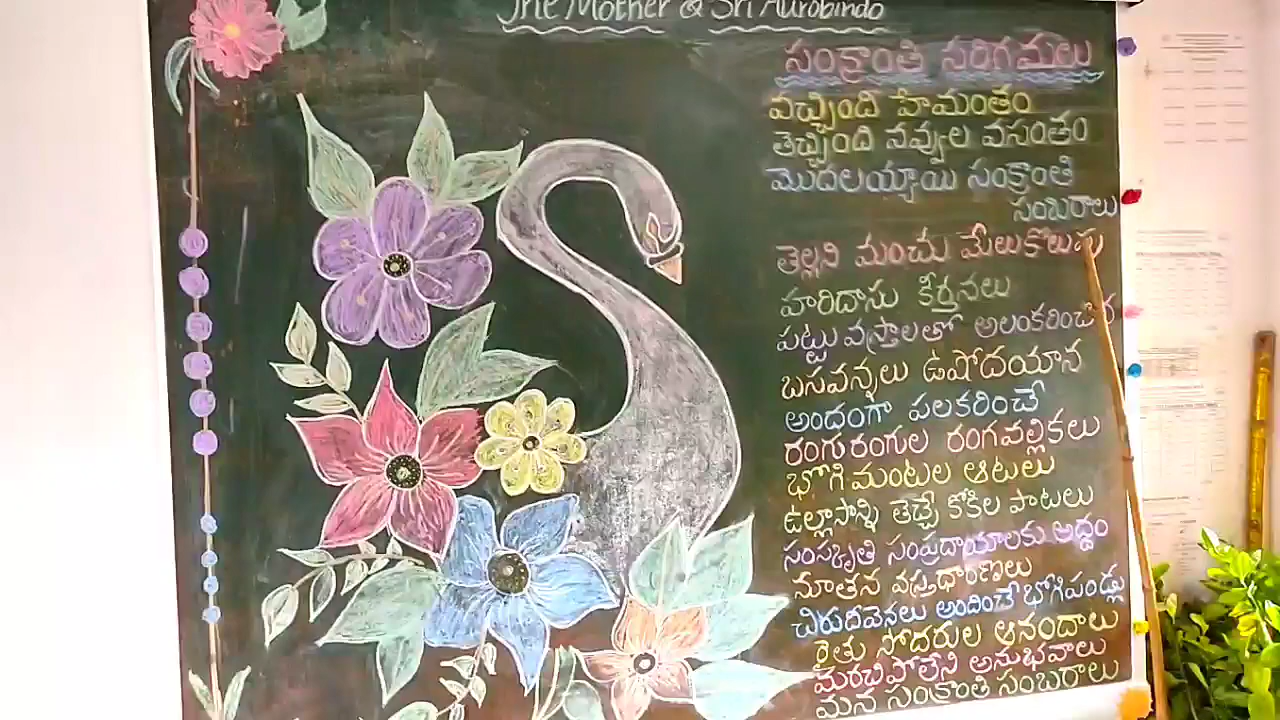 The Mother & Sri Aurobindo
సంక్రాంతి సరిగమలు
వచ్చింది హేమంతం
తెచ్చింది నవ్వుల వసంతం
మొదలయ్యాయి సంక్రాంతి
సంబరాలు
తెల్లని మంచు మేలుకొలుపు
హరిదాసు కీర్తనలు
పట్టు వస్త్రాలతో అలంకరించిన
బసవన్నలు ఉషోదయాన
అందంగా పలకరించే
రంగురంగుల రంగవల్లికలు
భోగి మంటల ఆటలు
ఉల్లాసాన్ని తెచ్చే కోకిల పాటలు
సంస్కృతి సంప్రదాయాలకు అద్దం
నూతన వస్త్రధారణలు
చిరుదీవెనలు అందించే భోగిపండ్లు
రైతు సోదరుల ఆనందాలు
మరచిపోలేని అనుభవాలు
మన సంక్రాంతి సంబరాలు